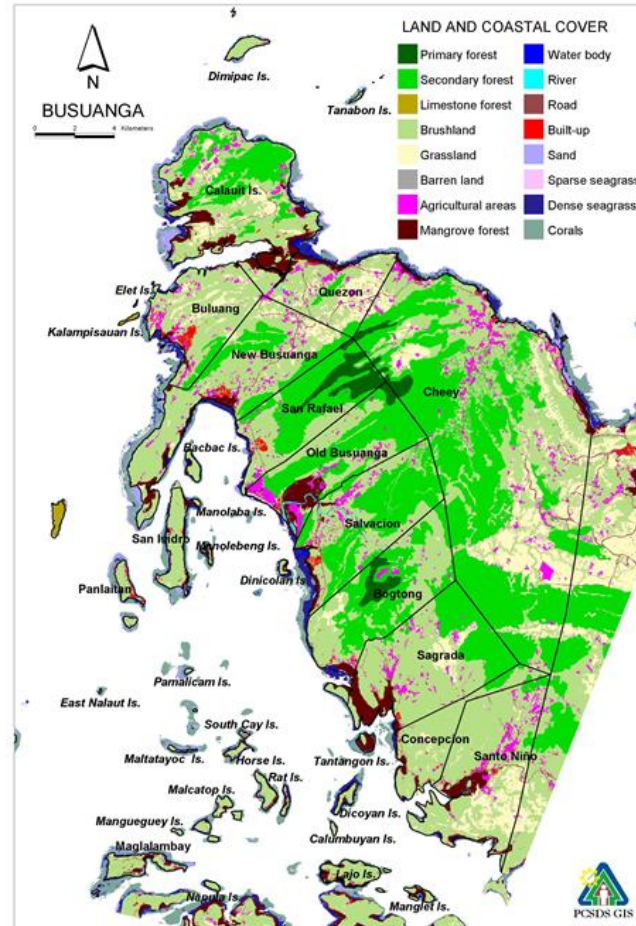 LAND AND COASTAL COVER
Primary forest
Secondary forest
Limestone forest
Brushland
Grassland
Barren land
Agricultural areas
Mangrove forest
Water body
River
Road
Built-up
Sand
Sparse seagrass
Dense seagrass
Corals
N
BUSUANGA
0 2 4 Kilometers
Dimipac Is.
Tanabon Is.
Calauit Is.
Elet Is.
Kalampisauan Is.
Buluang
Quezon
New Busuanga
Cheey
San Rafael
Old Busuanga
Bacbac Is.
Manolaba Is.
San Isidro
Manolebeng Is.
Salvacion
Dinicolan Is.
Panlaitan
Bogtong
Sagrada
Pamalicam Is.
East Nalaut Is.
South Cay Is.
Concepcion
Maltatayoc Is.
Horse Is.
Tantangon Is.
Santo Niño
Rat Is.
Malcatop Is.
Dicoyan Is.
Mangueguey Is.
Calumbuyan Is.
Maglalambay
Lajo Is.
Napula Is.
Manglet Is.
PCSDS GIS